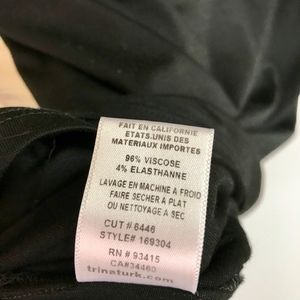 FAIT EN CALIFORNIE
ETATS-UNIS DES
MATERIAUX IMPORTES
96% VISCOSE
4% ELASTHANNE
LAVAGE EN MACHINE A FROID
FAIRE SECHER A PLAT
OU NETTOYAGE A SEC
CUT# 6446
STYLE# 169304
RN # 93415
CA# 34460
trinaturk.com